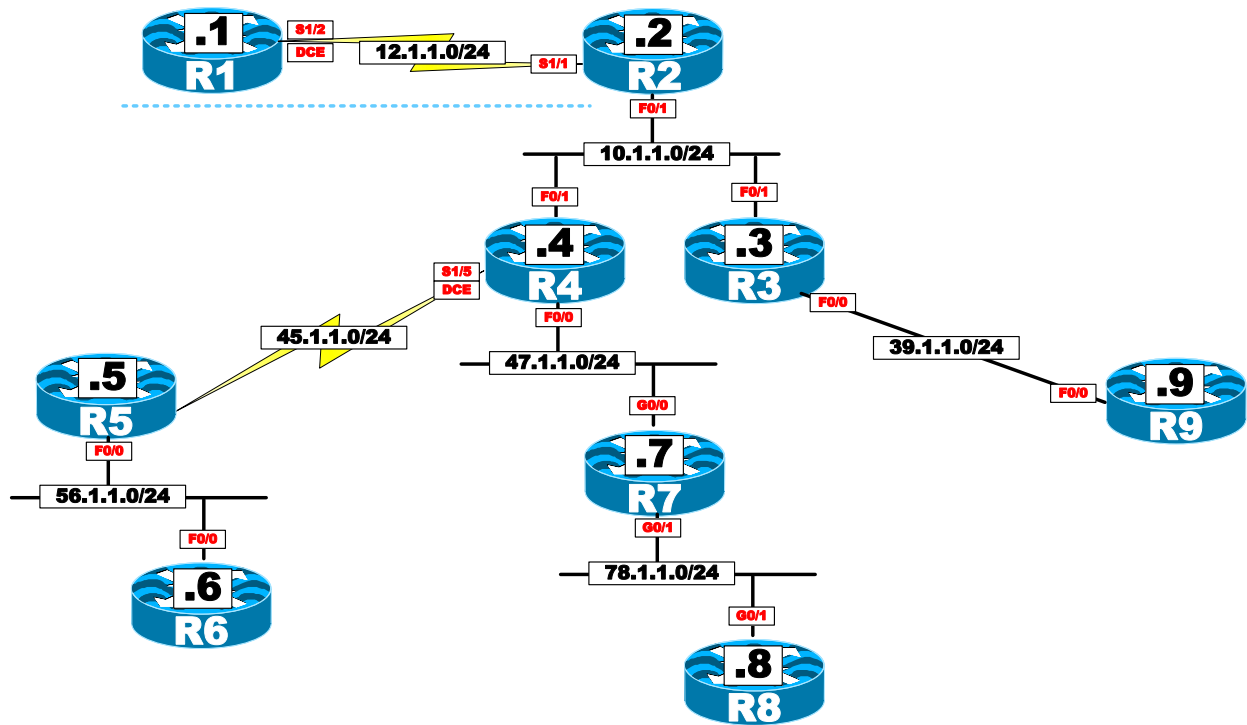 .1
R1
S1/2
DCE
12.1.1.0/24
S1/1
.2
R2
F0/1
10.1.1.0/24
F0/1
F0/1
.4
R4
.3
R3
S1/5
DCE
F0/0
F0/0
45.1.1.0/24
39.1.1.0/24
47.1.1.0/24
.5
R5
F0/0
.9
R9
G0/0
F0/0
.7
R7
56.1.1.0/24
G0/1
F0/0
78.1.1.0/24
.6
R6
G0/1
.8
R8